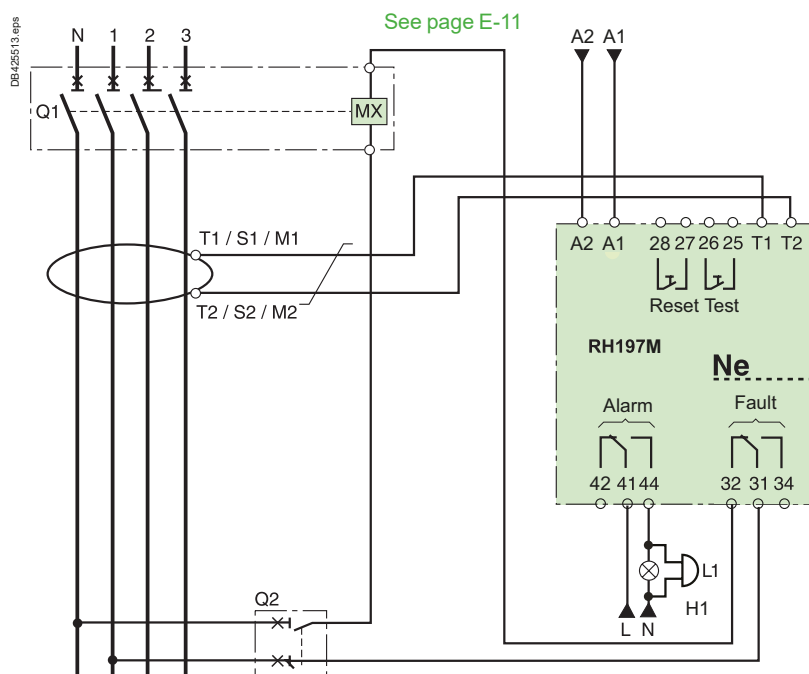 DB425513.eps
See page E-11
N 1 2 3
A2 A1
Q1
MX
T1 / S1 / M1
T2 / S2 / M2
A2 A1 28 27 26 25 T1 T2
Reset Test
RH197M
Ne
Alarm
Fault
42 41 44
32 31 34
L1
H1
L N
Q2